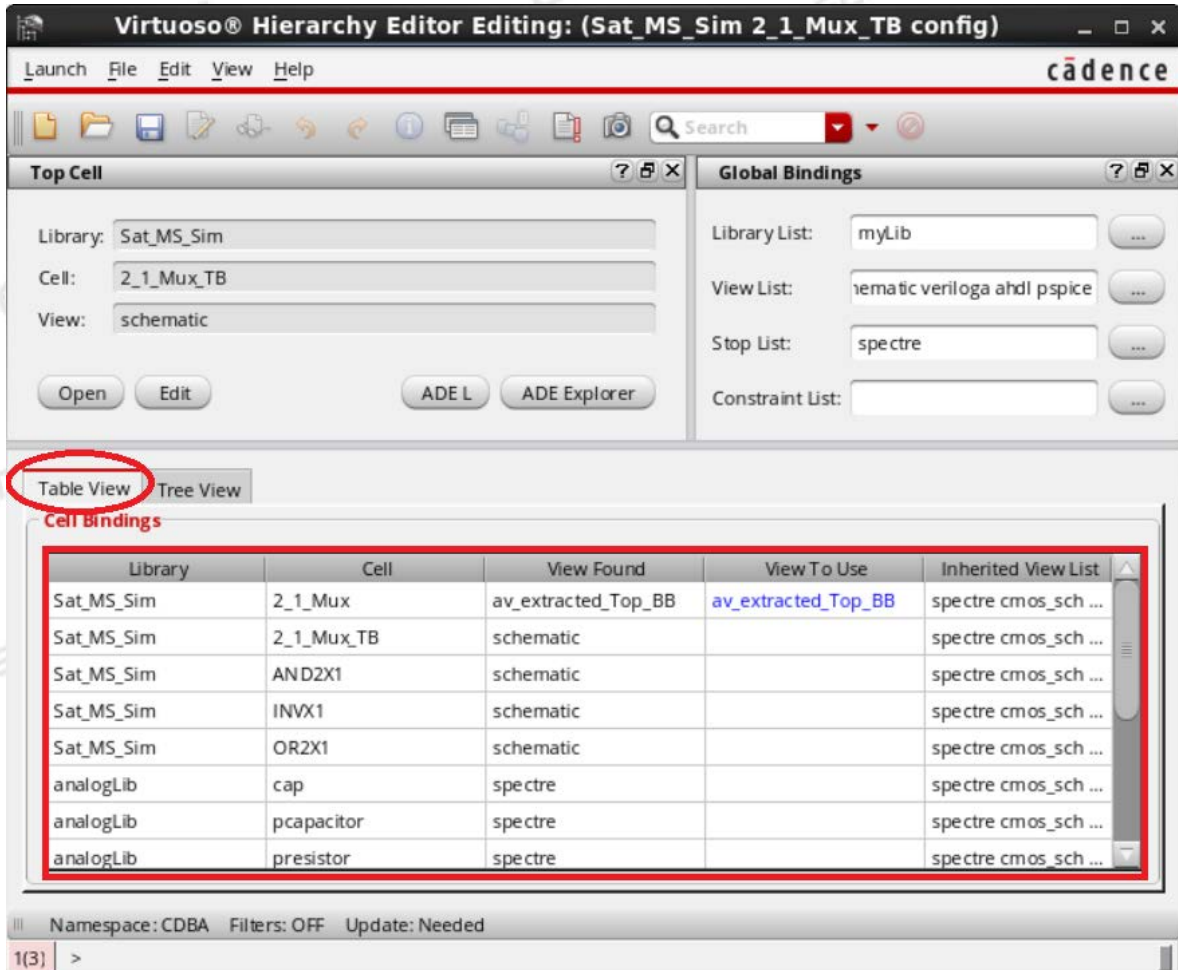 Virtuoso® Hierarchy Editor Editing: (Sat_MS_Sim 2_1_Mux_TB config)
Launch File Edit View Help
cādence
Search
Top Cell
Library: Sat_MS_Sim
Cell: 2_1_Mux_TB
View: schematic
Open Edit ADE L ADE Explorer
Global Bindings
Library List: myLib ...
View List: hematic veriloga ahdl pspice ...
Stop List: spectre ...
Constraint List: ...
Table View Tree View
Cell Bindings
Library Cell View Found View To Use Inherited View List
Sat_MS_Sim 2_1_Mux av_extracted_Top_BB av_extracted_Top_BB spectre cmos_sch ...
Sat_MS_Sim 2_1_Mux_TB schematic spectre cmos_sch ...
Sat_MS_Sim AND2X1 schematic spectre cmos_sch ...
Sat_MS_Sim INVX1 schematic spectre cmos_sch ...
Sat_MS_Sim OR2X1 schematic spectre cmos_sch ...
analogLib cap spectre spectre cmos_sch ...
analogLib pcapacitor spectre spectre cmos_sch ...
analogLib presistor spectre spectre cmos_sch ...
Namespace: CDBA Filters: OFF Update: Needed
1(3) >